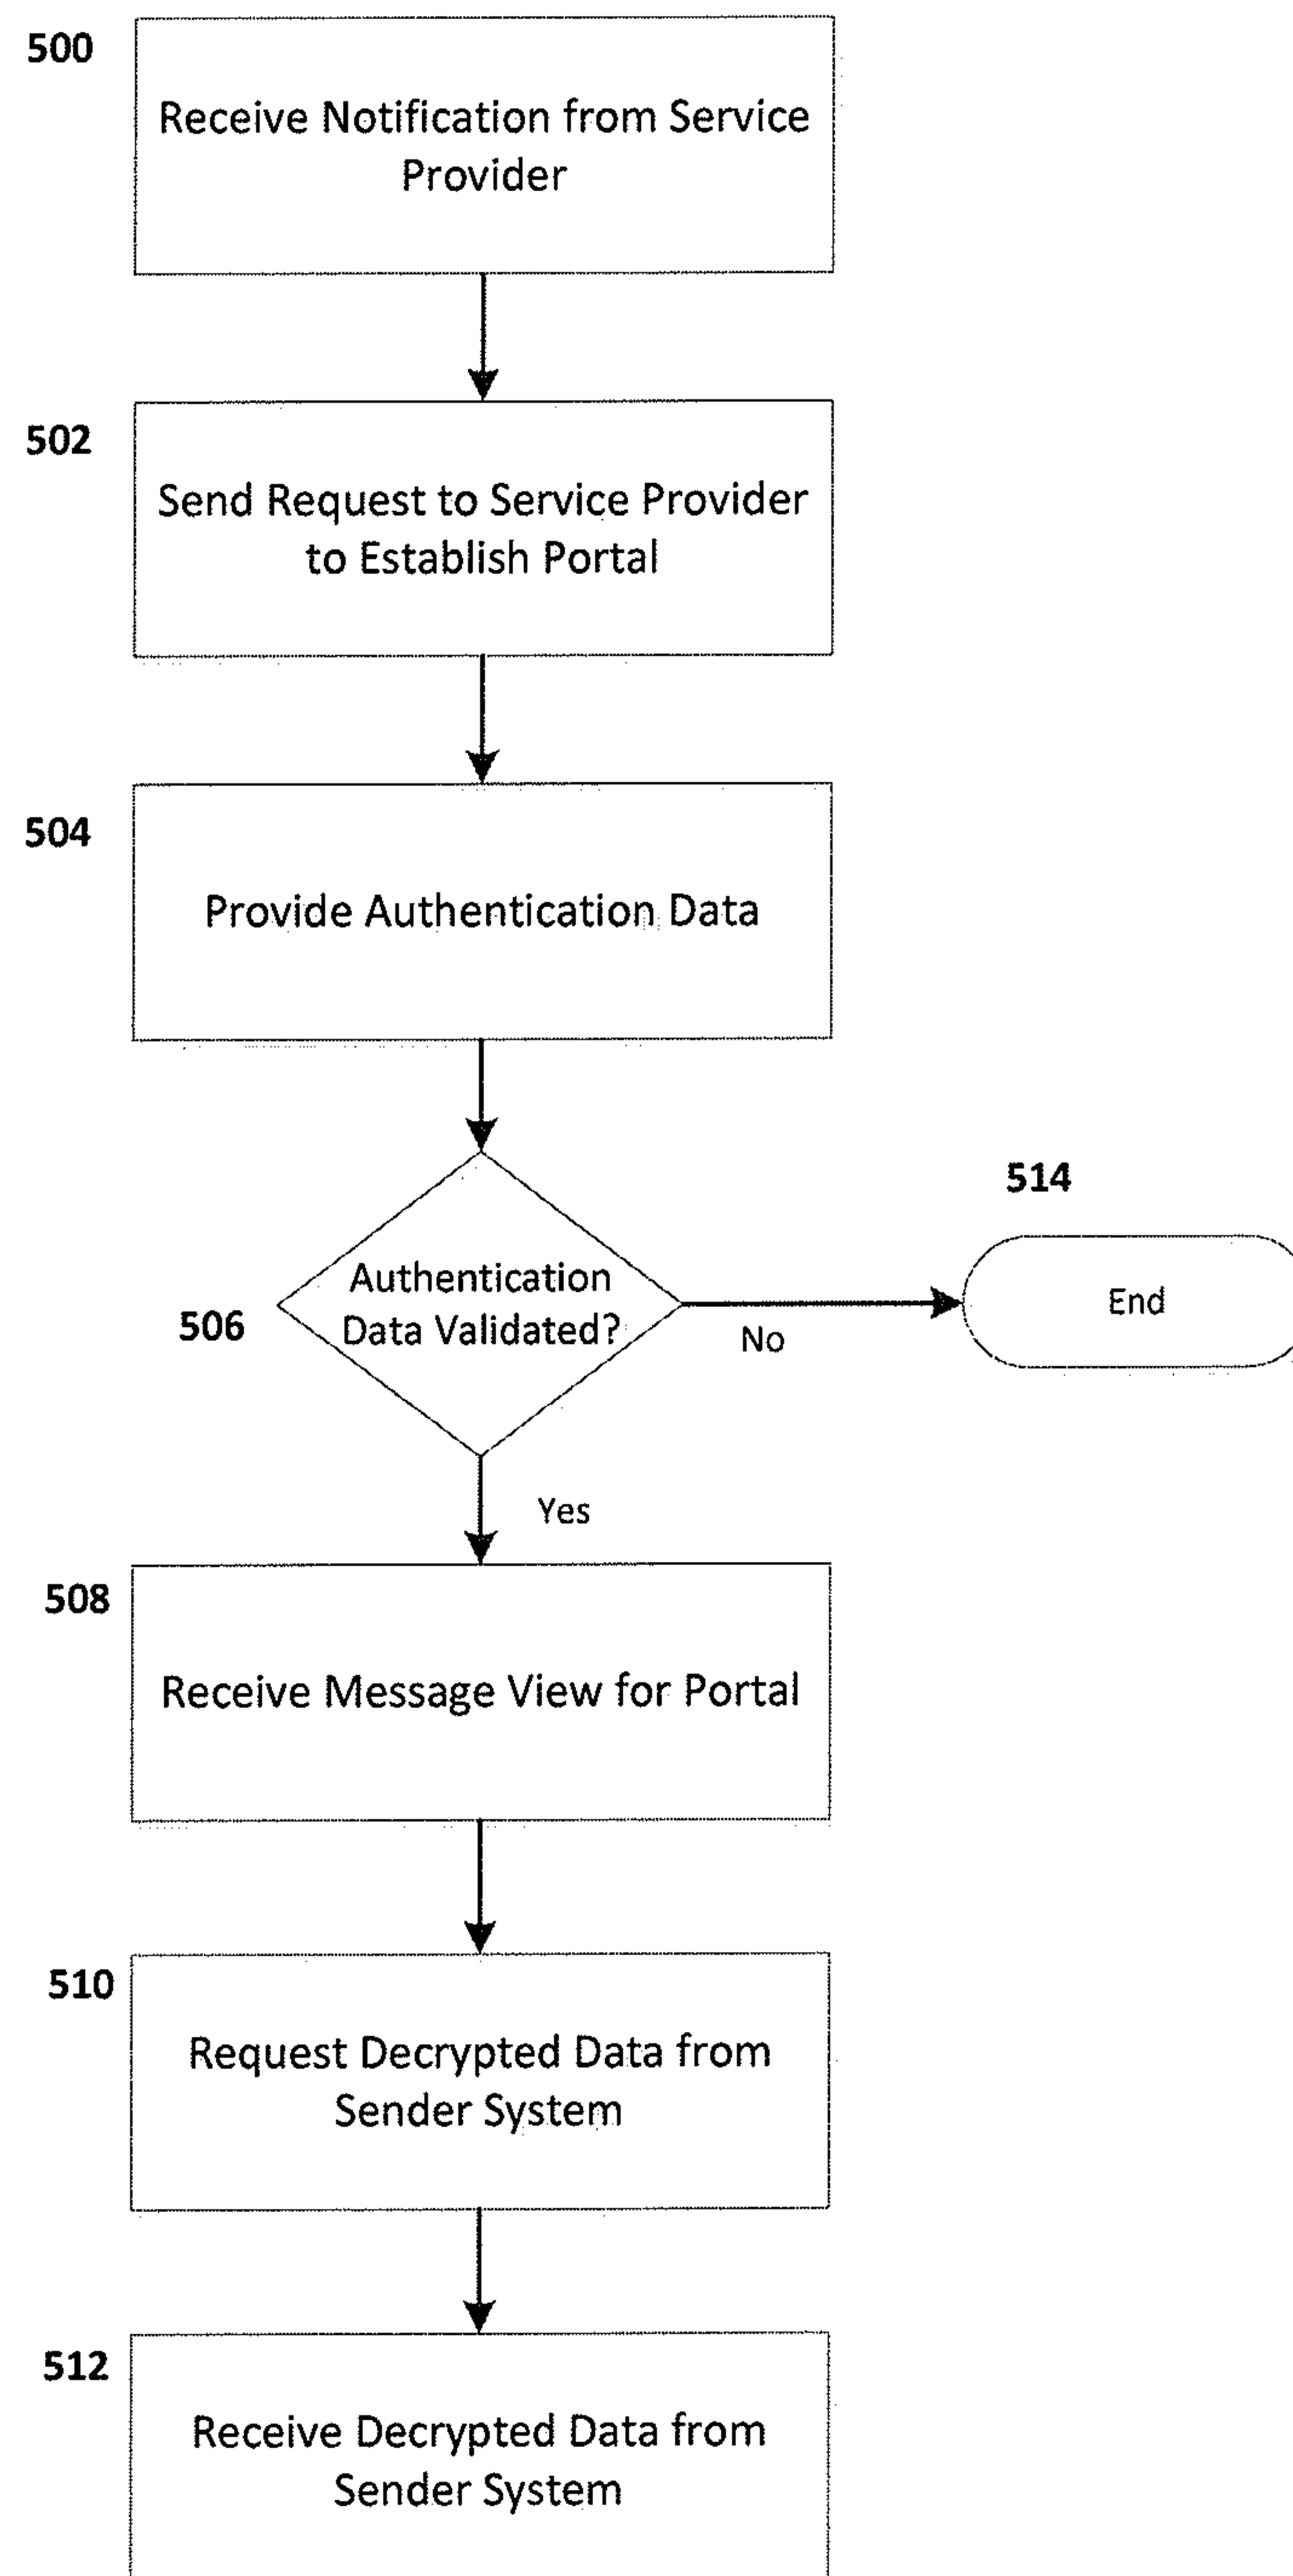 500
Receive Notification from Service
Provider
502
Send Request to Service Provider
to Establish Portal
504
Provide Authentication Data
514
Authentication
Data Validated?
506
End
No
Yes
508
Receive Message View for Portal
510
Request Decrypted Data from
Sender System
512
Receive Decrypted Data from
Sender System